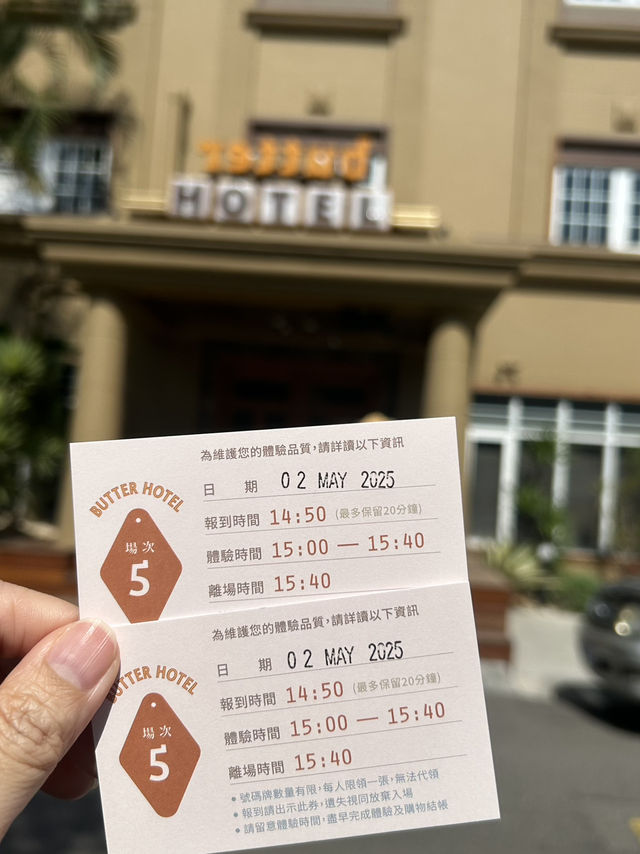 HOTEL
為維護您的體驗品質，請詳讀以下資訊
BUTTER HOTEL
場次
5
日期 02 MAY 2025
報到時間 14:50 (最多保留20分鐘)
體驗時間 15:00 — 15:40
離場時間 15:40
為維護您的體驗品質，請詳讀以下資訊
BUTTER HOTEL
場次
5
日期 02 MAY 2025
報到時間 14:50 (最多保留20分鐘)
體驗時間 15:00 — 15:40
離場時間 15:40
• 號碼牌數量有限，每人限領一張，無法代領
• 報到請出示此券，遺失視同放棄入場
• 請留意體驗時間，盡早完成體驗及購物結帳